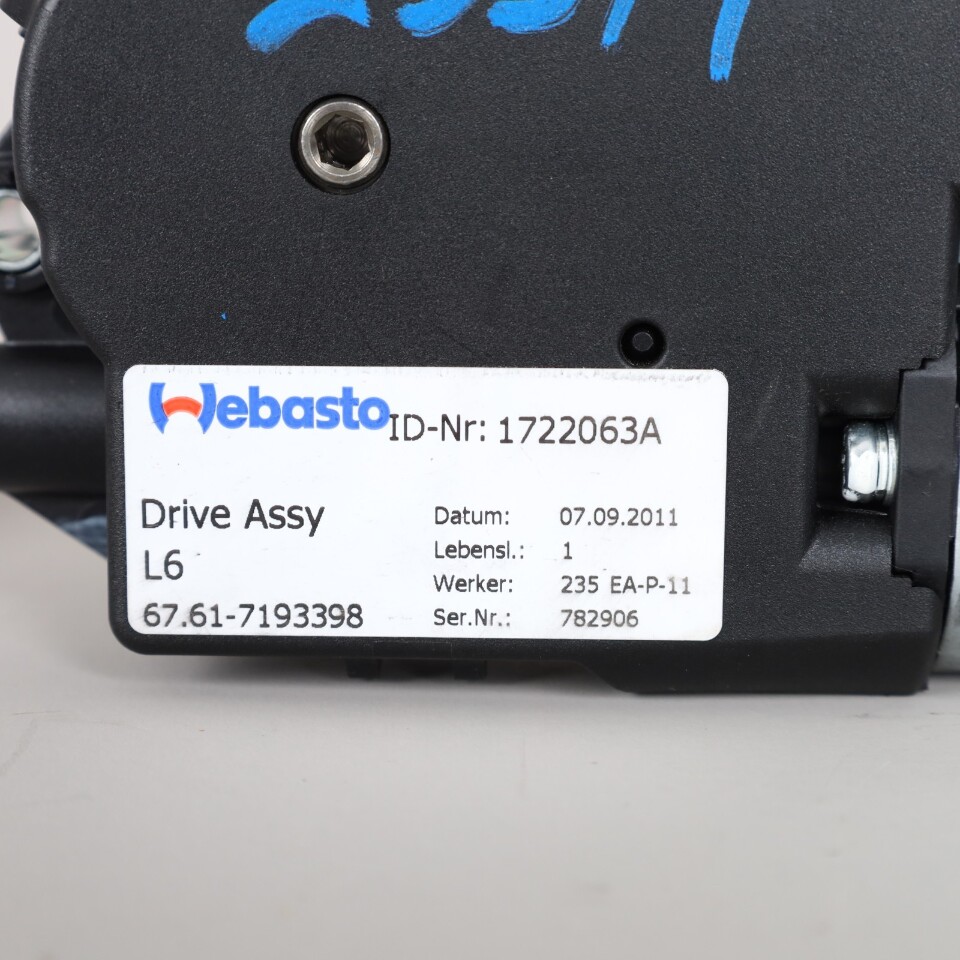 Webasto ID-Nr: 1722063A
Drive Assy
L6
67.61-7193398
Datum: 07.09.2011
Lebensl.: 1
Werker: 235 EA-P-11
Ser.Nr.: 782906